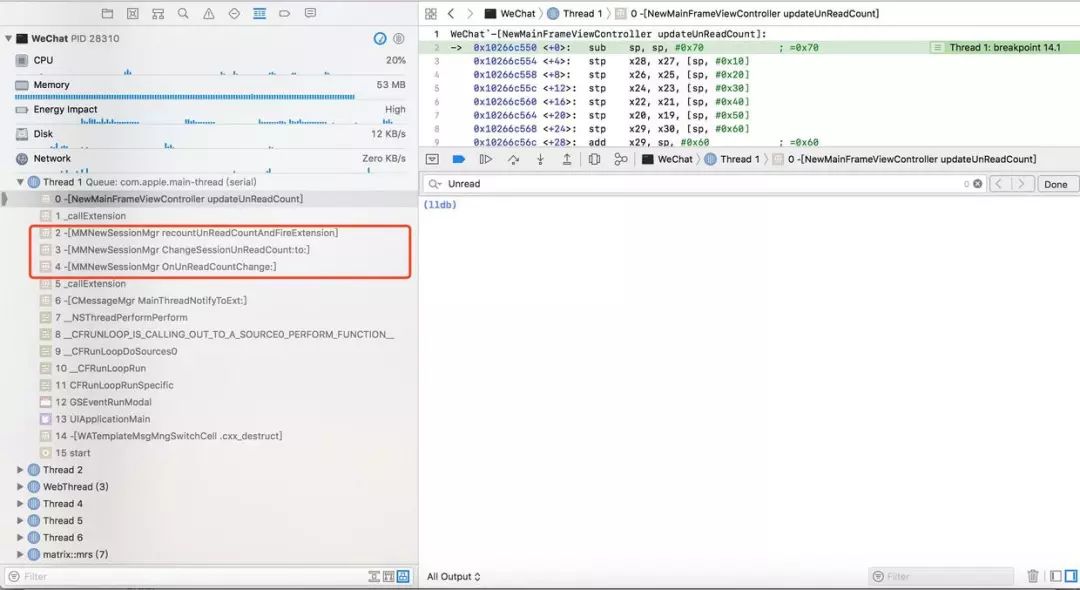 WeChat PID 28310
CPU 20%
Memory 53 MB
Energy Impact High
Disk 12 KB/s
Network Zero KB/s
Thread 1 Queue: com.apple.main-thread (serial)
0 -[NewMainFrameViewController updateUnReadCount]
1 _callExtension
2 -[MMNewSessionMgr recountUnReadCountAndFireExtension]
3 -[MMNewSessionMgr ChangeSessionUnReadCount:to:]
4 -[MMNewSessionMgr OnUnReadCountChange:]
5 _callExtension
6 -[CMessageMgr MainThreadNotifyToExt:]
7 __NSThreadPerformPerform
8 __CFRUNLOOP_IS_CALLING_OUT_TO_A_SOURCE0_PERFORM_FUNCTION__
9 __CFRunLoopDoSources0
10 __CFRunLoopRun
11 CFRunLoopRunSpecific
12 GSEventRunModal
13 UIApplicationMain
14 -[WATemplateMsgMngSwitchCell .cxx_destruct]
15 start
Thread 2
WebThread (3)
Thread 4
Thread 5
Thread 6
matrix::mrs (7)
Filter
WeChat Thread 1 0 -[NewMainFrameViewController updateUnReadCount]
1 WeChat`-[NewMainFrameViewController updateUnReadCount]:
2 -> 0x10266c550 <+0>: sub sp, sp, #0x70 ; =0x70 Thread 1: breakpoint 14.1
3 0x10266c554 <+4>: stp x28, x27, [sp, #0x10]
4 0x10266c558 <+8>: stp x26, x25, [sp, #0x20]
5 0x10266c55c <+12>: stp x24, x23, [sp, #0x30]
6 0x10266c560 <+16>: stp x22, x21, [sp, #0x40]
7 0x10266c564 <+20>: stp x20, x19, [sp, #0x50]
8 0x10266c568 <+24>: stp x29, x30, [sp, #0x60]
9 0x10266c56c <+28>: add x29, sp, #0x60 ; =0x60
WeChat Thread 1 0 -[NewMainFrameViewController updateUnReadCount]
Unread 0 Done
(lldb)
All Output Filter